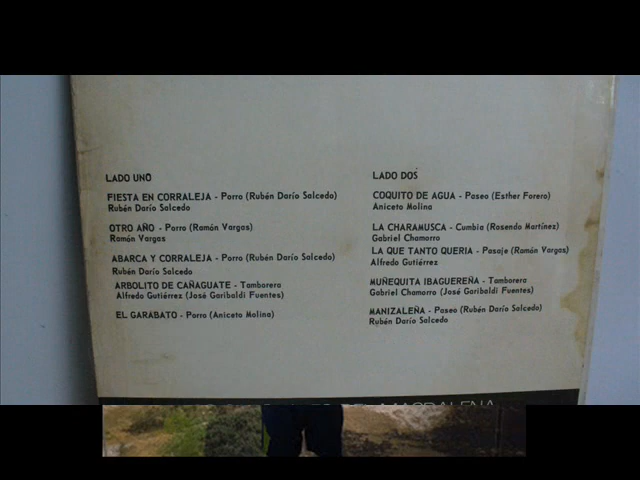 LADO UNO
FIESTA EN CORRALEJA - Porro (Rubén Darío Salcedo)
Rubén Darío Salcedo
OTRO AÑO - Porro (Ramón Vargas)
Ramón Vargas
ABARCA Y CORRALEJA - Porro (Rubén Darío Salcedo)
Rubén Darío Salcedo
ARBOLITO DE CAÑAGUATE - Tamborera
Alfredo Gutiérrez (José Garibaldi Fuentes)
EL GARABATO - Porro (Aniceto Molina)
LADO DOS
COQUITO DE AGUA - Paseo (Esther Forero)
Aniceto Molina
LA CHARAMUSCA - Cumbia (Rosendo Martínez)
Gabriel Chamorro
LA QUE TANTO QUERIA - Pasaje (Ramón Vargas)
Alfredo Gutiérrez
MUÑEQUITA IBAGUEREÑA - Tamborera
Gabriel Chamorro (José Garibaldi Fuentes)
MANIZALEÑA - Paseo (Rubén Darío Salcedo)
Rubén Darío Salcedo
MAGDALENA